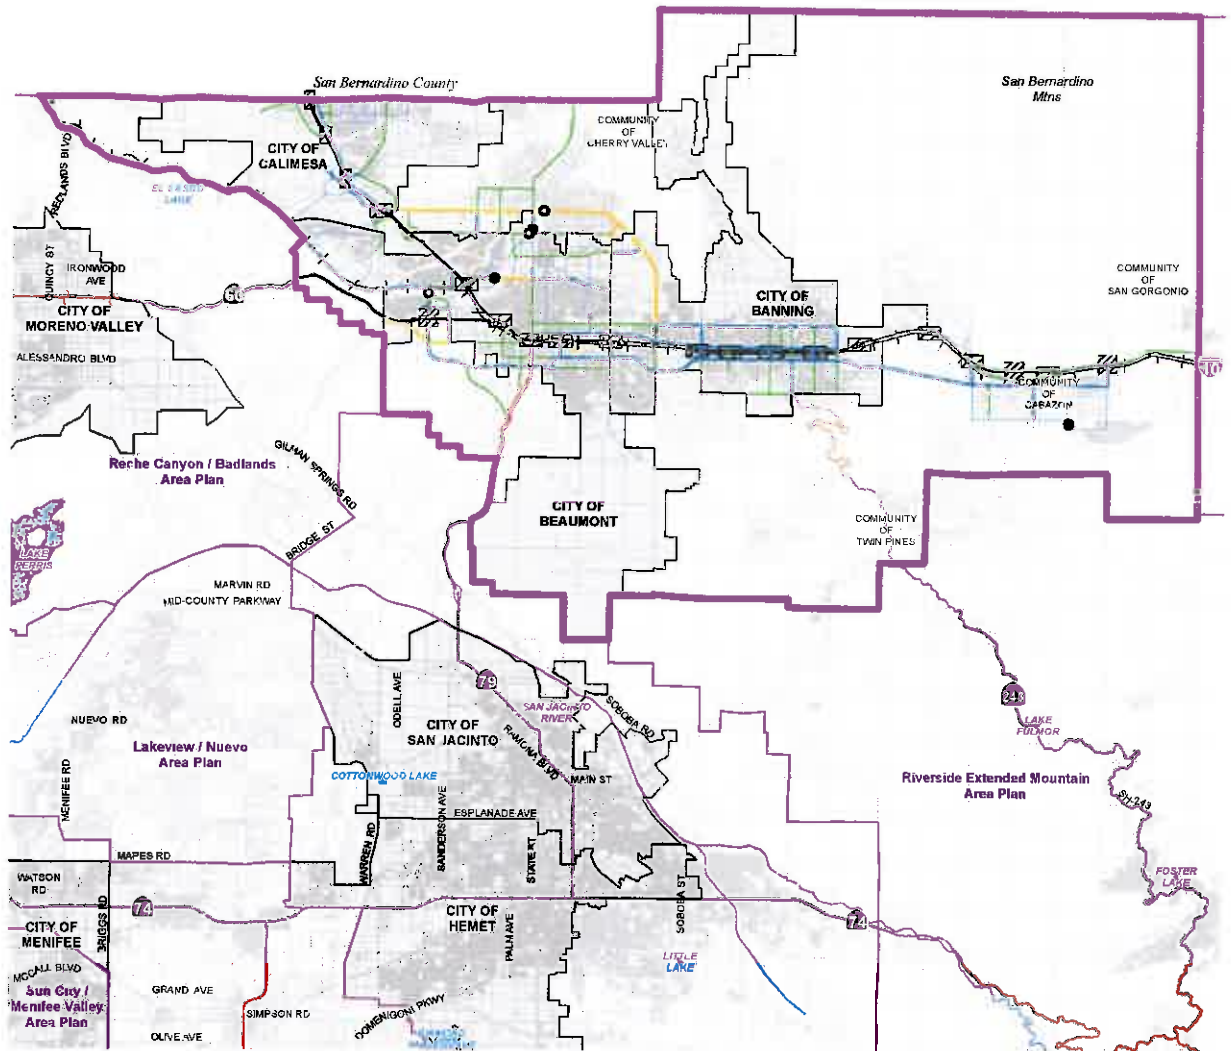 San Bernardino County
San Bernardino
Mtns
COMMUNITY
OF
CHERRY VALLEY
CITY OF
CALIMESA
REDLANDS BLVD
LAKE
QUINCY ST
IRONWOOD
AVE
60
CITY OF
MORENO VALLEY
ALESSANDRO BLVD
COMMUNITY
OF
SAN GORGONIO
CITY OF
BANNING
10
COMMUNITY
OF
CABAZON
Reche Canyon / Badlands
Area Plan
GILMAN SPRINGS RD
CITY OF
BEAUMONT
COMMUNITY
OF
TWIN PINES
BRIDGE ST
LAKE
PERRIS
MARVIN RD
MID-COUNTY PARKWAY
79
ODELL AVE
SAN JACINTO
RIVER
SOBOBA RD
243
LAKE
FULMOR
NUEVO RD
CITY OF
SAN JACINTO
RAMONA BLVD
Lakeview / Nuevo
Area Plan
COTTONWOOD LAKE
MAIN ST
Riverside Extended Mountain
Area Plan
MENIFEE RD
SH-243
ESPLANADE AVE
SANDERSON AVE
WARREN RD
STATE ST
MAPES RD
WATSON
RD
FOSTER
LAKE
74
BRIGGS RD
CITY OF
MENIFEE
CITY OF
HEMET
PALM AVE
SOBOBA ST
74
LITTLE
LAKE
MCCALL BLVD
Sun City /
Menifee Valley
Area Plan
GRAND AVE
SIMPSON RD
DOMENIGONI PKWY
OLIVE AVE